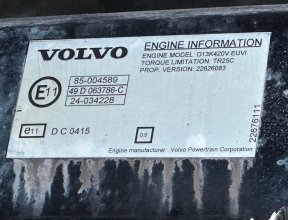 VOLVO
ENGINE INFORMATION
ENGINE MODEL: D13K420V EUVI
TORQUE LIMITATION: TR25C
PROP. VERSION: 22626083
E11
85-004589
49 D 063786-C
24-034228
e11
D C 0415
0.5
Engine manufacturer: Volvo Powertrain Corporation
22676111